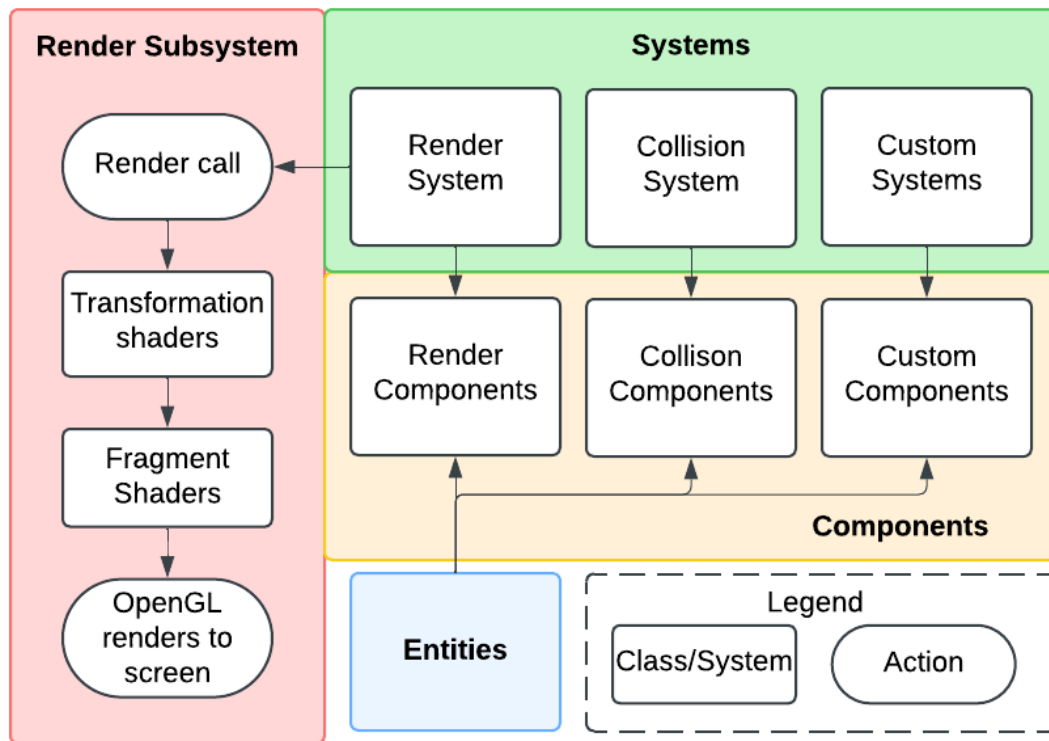 Render Subsystem
Render call
Transformation
shaders
Fragment
Shaders
OpenGL
renders to
screen
Systems
Render
System
Collision
System
Custom
Systems
Render
Components
Collison
Components
Custom
Components
Components
Entities
Legend
Class/System
Action